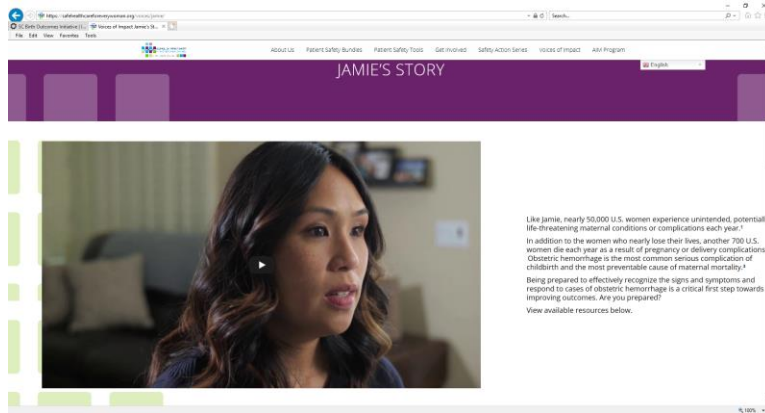 https://safehealthcareforeverywoman.org/voices/jamie/
Search...
SC Birth Outcomes Initiative | I...
Voices of Impact Jamie's St...
File Edit View Favorites Tools
About Us Patient Safety Bundles Patient Safety Tools Get Involved Safety Action Series Voices of Impact AIM Program
English
JAMIE'S STORY
Like Jamie, nearly 50,000 U.S. women experience unintended, potentiall
life-threatening maternal conditions or complications each year.¹
In addition to the women who nearly lose their lives, another 700 U.S.
women die each year as a result of pregnancy or delivery complications
Obstetric hemorrhage is the most common serious complication of
childbirth and the most preventable cause of maternal mortality.³
Being prepared to effectively recognize the signs and symptoms and
respond to cases of obstetric hemorrhage is a critical first step towards
improving outcomes. Are you prepared?
View available resources below.
100%